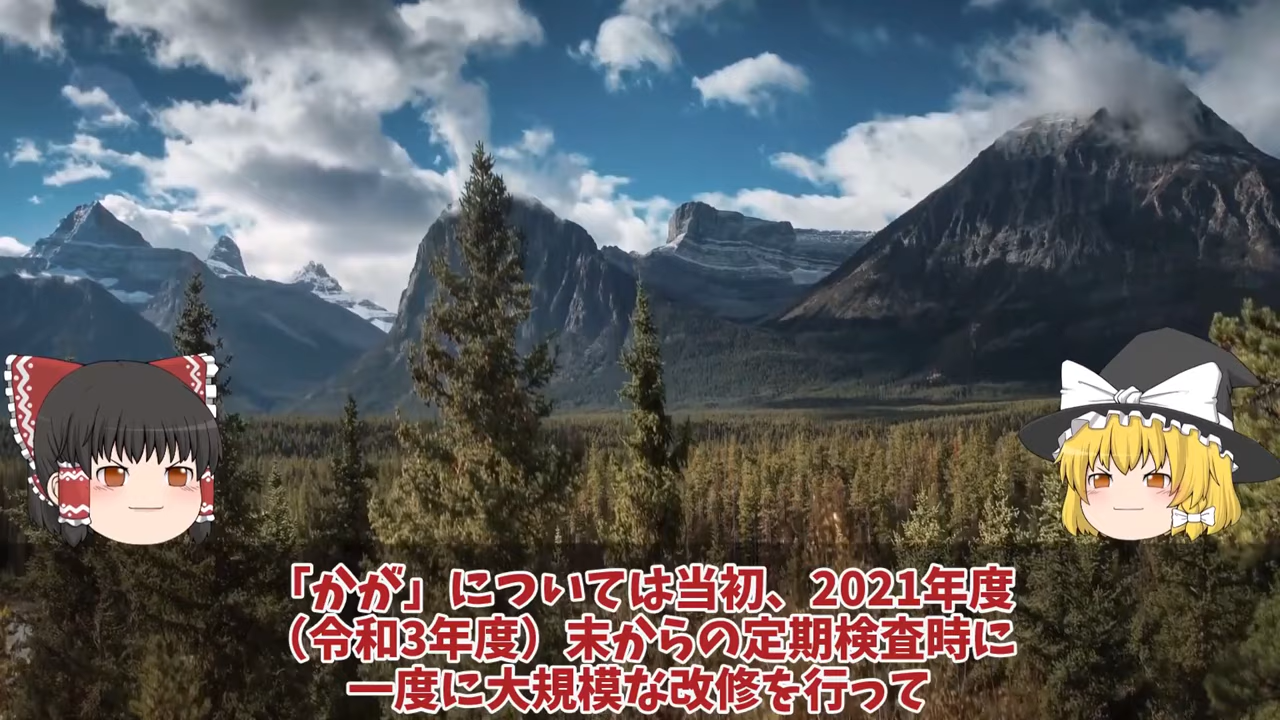 「かが」については当初、2021年度
（令和3年度）末からの定期検査時に
一度に大規模な改修を行って